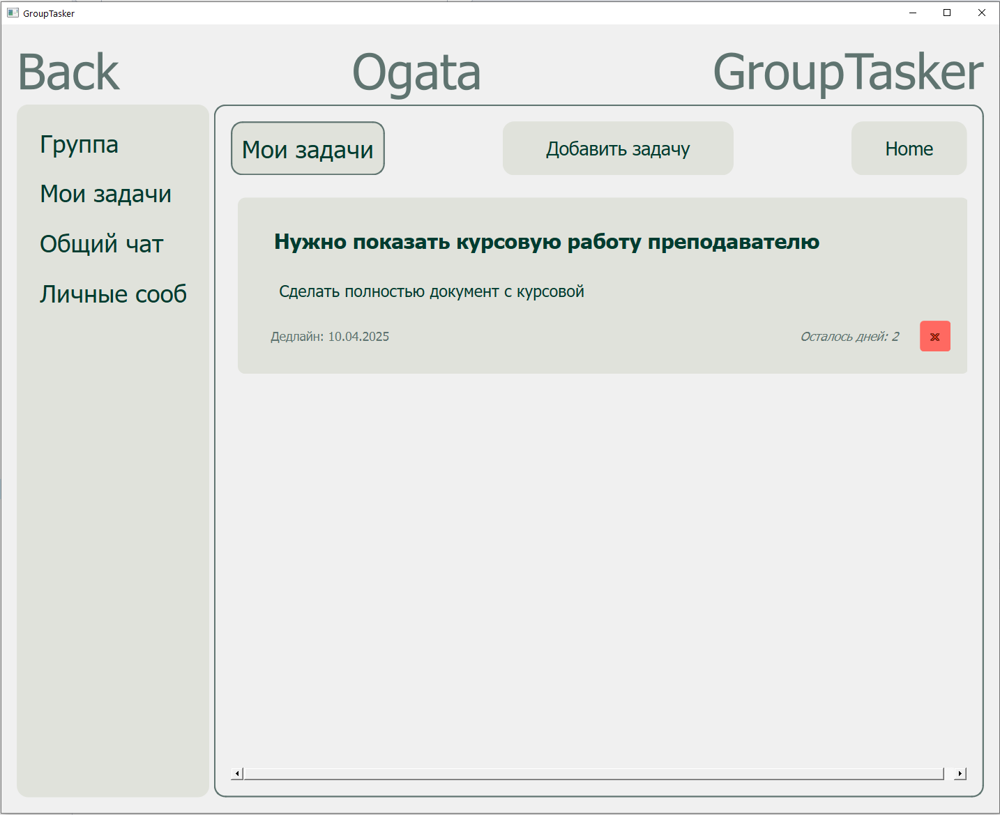 GroupTasker
Back
Ogata
GroupTasker
Группа
Мои задачи
Общий чат
Личные сооб
Мои задачи
Добавить задачу
Home
Нужно показать курсовую работу преподавателю
Сделать полностью документ с курсовой
Дедлайн: 10.04.2025
Осталось дней: 2